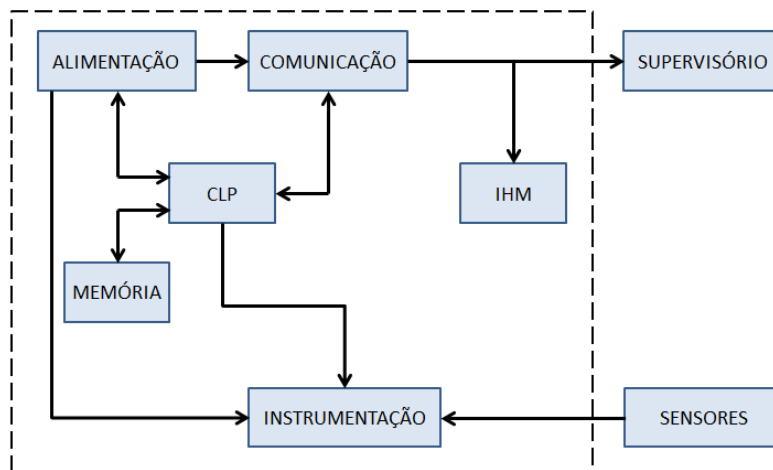 ALIMENTAÇÃO
COMUNICAÇÃO
SUPERVISÓRIO
CLP
IHM
MEMÓRIA
INSTRUMENTAÇÃO
SENSORES